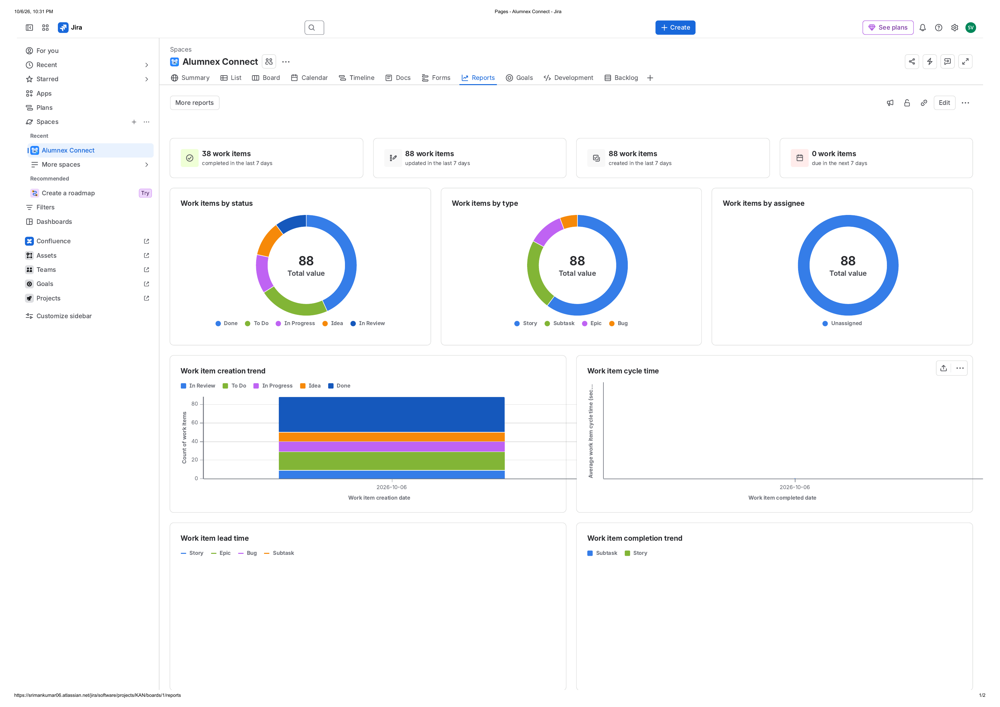 10/6/26, 10:31 PM
Pages - Alumnex Connect - Jira
Jira
Create
See plans
SV
For you
Recent
Starred
Apps
Plans
Spaces
Recent
Alumnex Connect
More spaces
Recommended
Create a roadmap
Try
Filters
Dashboards
Confluence
Assets
Teams
Goals
Projects
Customize sidebar
Spaces
Alumnex Connect
Summary
List
Board
Calendar
Timeline
Docs
Forms
Reports
Goals
Development
Backlog
More reports
Edit
38 work items
completed in the last 7 days
88 work items
updated in the last 7 days
88 work items
created in the last 7 days
0 work items
due in the next 7 days
Work items by status
88
Total value
Done To Do In Progress Idea In Review
Work items by type
88
Total value
Story Subtask Epic Bug
Work items by assignee
88
Total value
Unassigned
Work item creation trend
In Review To Do In Progress Idea Done
Count of work items
80
60
40
20
0
2026-10-06
Work item creation date
Work item cycle time
Average work item cycle time (sec...
2026-10-06
Work item completed date
Work item lead time
Story Epic Bug Subtask
Work item completion trend
Subtask Story
https://srimankumar06.atlassian.net/jira/software/projects/KAN/boards/1/reports
1/2